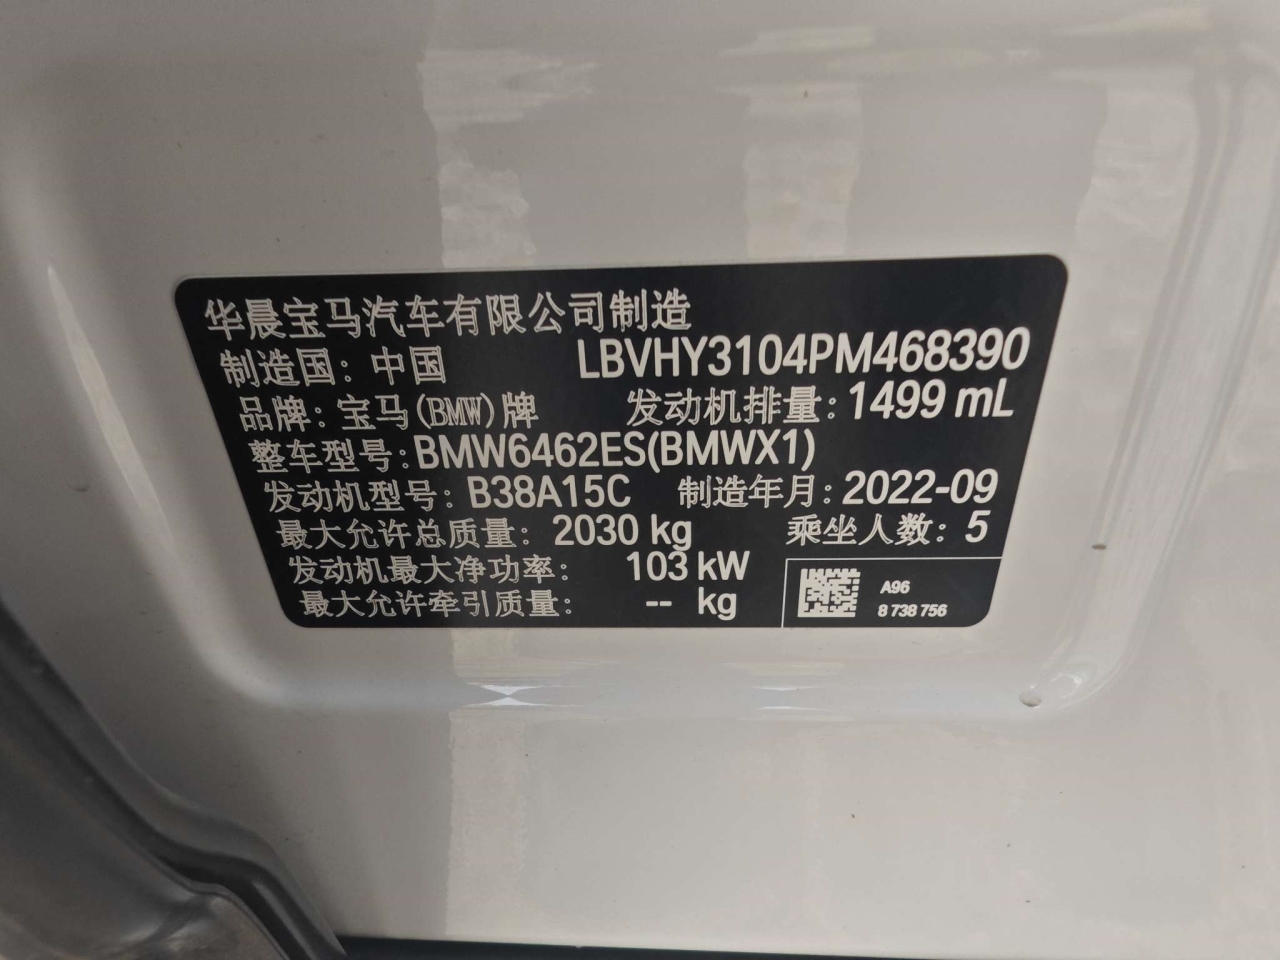 华晨宝马汽车有限公司制造
制造国：中国 LBVHY3104PM468390
品牌：宝马(BMW)牌 发动机排量：1499 mL
整车型号：BMW6462ES(BMWX1)
发动机型号：B38A15C 制造年月：2022-09
最大允许总质量：2030 kg 乘坐人数：5
发动机最大净功率：103 kW
最大允许牵引质量：-- kg
A96
8 738 756